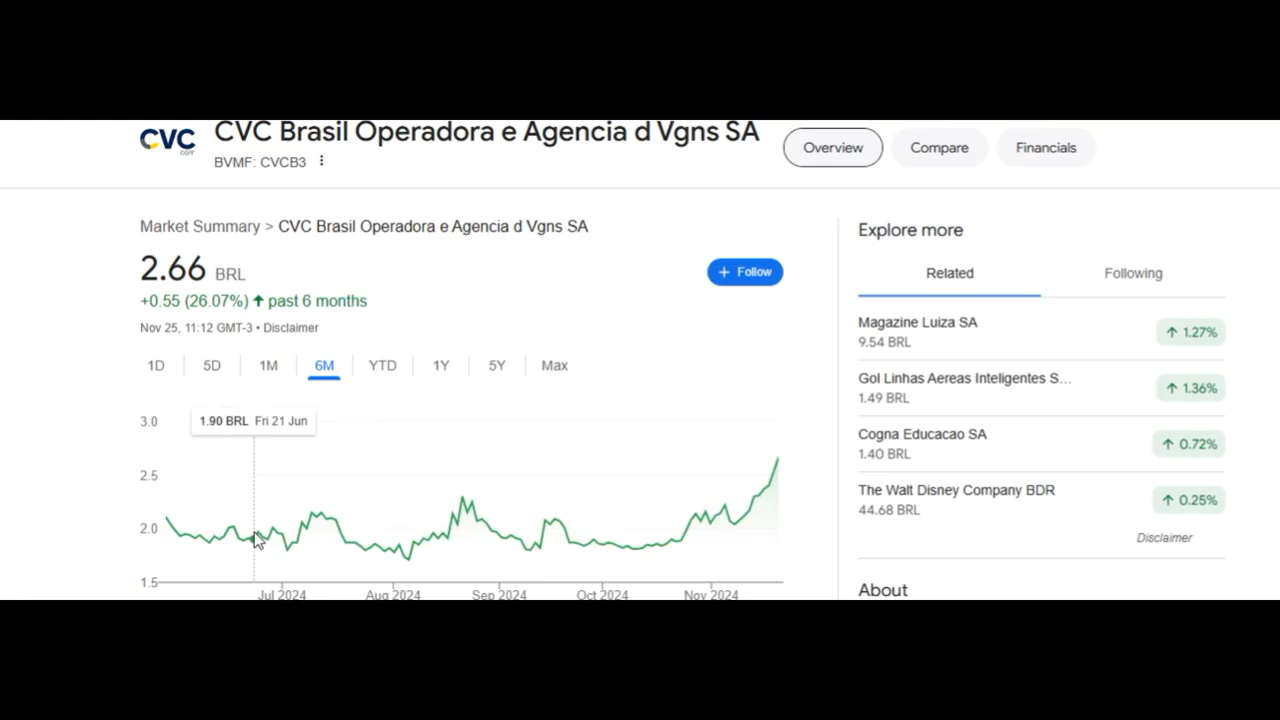 CVC
corr
CVC Brasil Operadora e Agencia d Vgns SA
BVMF: CVCB3
Overview
Compare
Financials
Market Summary > CVC Brasil Operadora e Agencia d Vgns SA
2.66 BRL
+ Follow
+0.55 (26.07%) ↑ past 6 months
Nov 25, 11:12 GMT-3 • Disclaimer
1D 5D 1M 6M YTD 1Y 5Y Max
1.90 BRL Fri 21 Jun
3.0
2.5
2.0
1.5
Jul 2024 Aug 2024 Sep 2024 Oct 2024 Nov 2024
Explore more
Related Following
Magazine Luiza SA
9.54 BRL
↑ 1.27%
Gol Linhas Aereas Inteligentes S...
1.49 BRL
↑ 1.36%
Cogna Educacao SA
1.40 BRL
↑ 0.72%
The Walt Disney Company BDR
44.68 BRL
↑ 0.25%
Disclaimer
About